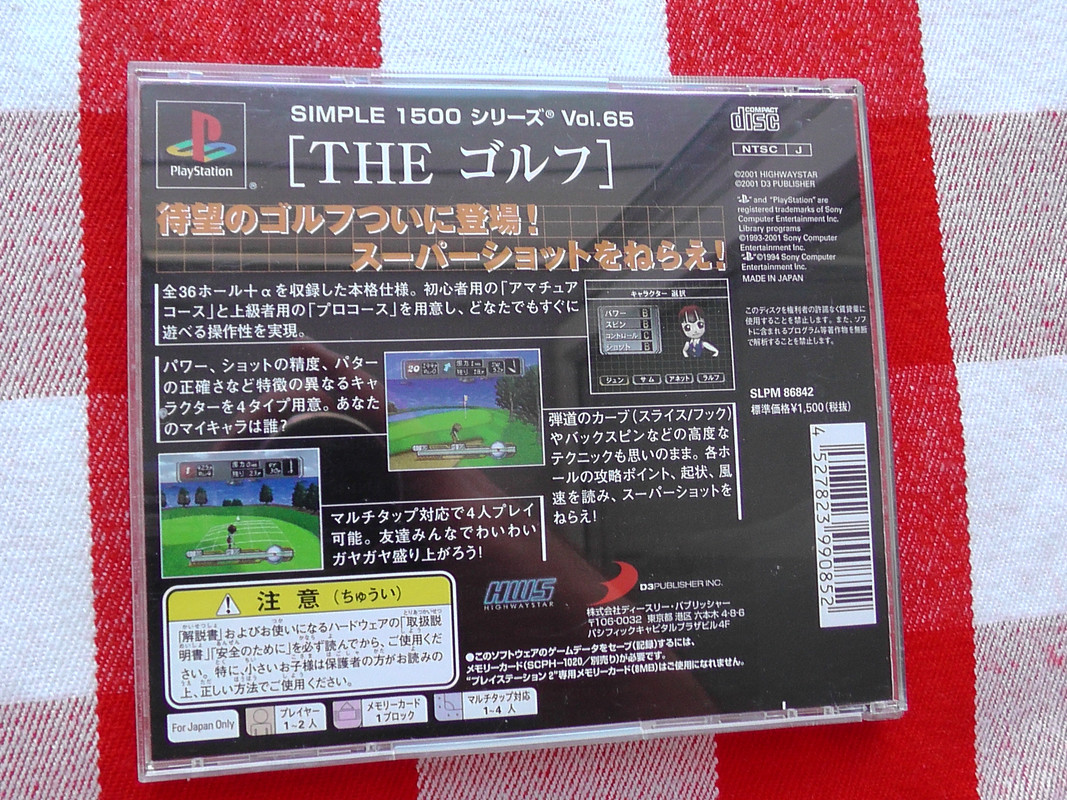 SIMPLE 1500 シリーズ® Vol.65
[THE ゴルフ]
PlayStation
®
COMPACT
disc
NTSC J
©2001 HIGHWAYSTAR
©2001 D3 PUBLISHER
and "PlayStation" are
registered trademarks of Sony
Computer Entertainment Inc.
Library programs
©1993-2001 Sony Computer
Entertainment Inc.
©1994 Sony Computer
Entertainment Inc.
MADE IN JAPAN
このディスクを権利者の許諾なく賃貸業に
使用することを禁止します。また、ソフ
トに含まれるプログラム等著作物を無断
で解析することも禁止します。
SLPM 86842
標準価格¥1,500(税抜)
4 527823 990852
待望のゴルフついに登場!
スーパーショットをねらえ!
全36ホール+αを収録した本格仕様。初心者用の「アマチュア
コース」と上級者用の「プロコース」を用意し、どなたでもすぐに
遊べる操作性を実現。
キャラクター 選択
パワー B
スピン B
コントロール C
ショット B
ジュン サム アネット ラルフ
パワー、ショットの精度、パター
の正確さなど特徴の異なるキャ
ラクターを4タイプ用意。あなた
のマイキャラは誰?
弾道のカーブ(スライス/フック)
やバックスピンなどの高度な
テクニックも思いのまま。各ホ
ールの攻略ポイント、起状、風
速を読み、スーパーショットを
ねらえ!
マルチタップ対応で4人プレイ
可能。友達みんなでわいわい
ガヤガヤ盛り上がろう!
HWS
HIGHWAYSTAR
D3PUBLISHER INC.
株式会社ディースリー・パブリッシャー
〒106-0032 東京都 港区 六本木 4-8-6
パシフィックキャピタルプラザビル4F
●このソフトウェアのゲームデータをセーブ(記録)するには、
メモリーカード(SCPH-1020/別売り)が必要です。
"プレイステーション 2"専用メモリーカード(8MB)はご使用になれません。
注意(ちゅうい)
「解説書」およびお使いになるハードウェアの「取扱説
明書」「安全のために」を必ず読んでから、ご使用くだ
さい。特に、小さいお子様は保護者の方がお読みの
上、正しい方法でご使用ください。
For Japan Only
プレイヤー
1~2 人
メモリーカード
1ブロック
マルチタップ対応
1~4 人